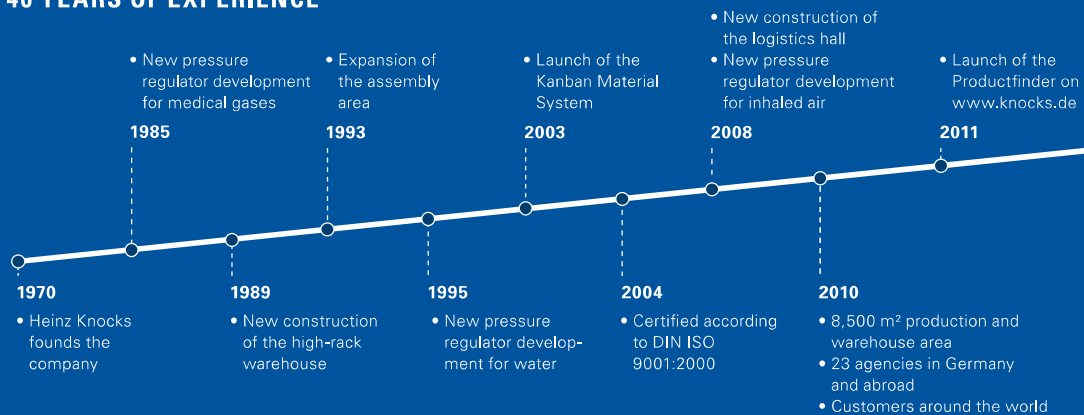 40 YEARS OF EXPERIENCE
• New pressure
regulator development
for medical gases
1985
• Expansion of
the assembly
area
1993
• Launch of the
Kanban Material
System
2003
• New construction of
the logistics hall
• New pressure
regulator development
for inhaled air
2008
• Launch of the
Productfinder on
www.knocks.de
2011
1970
• Heinz Knocks
founds the
company
1989
• New construction
of the high-rack
warehouse
1995
• New pressure
regulator develop-
ment for water
2004
• Certified according
to DIN ISO
9001:2000
2010
• 8,500 m² production and
warehouse area
• 23 agencies in Germany
and abroad
• Customers around the world